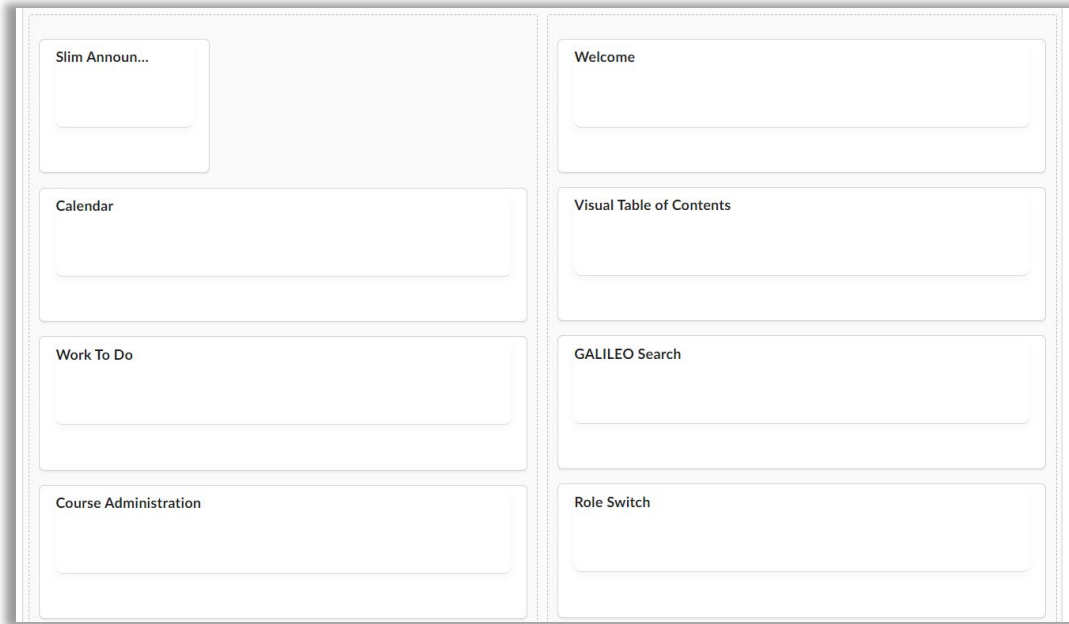 Slim Announ...
Calendar
Work To Do
Course Administration
Welcome
Visual Table of Contents
GALILEO Search
Role Switch